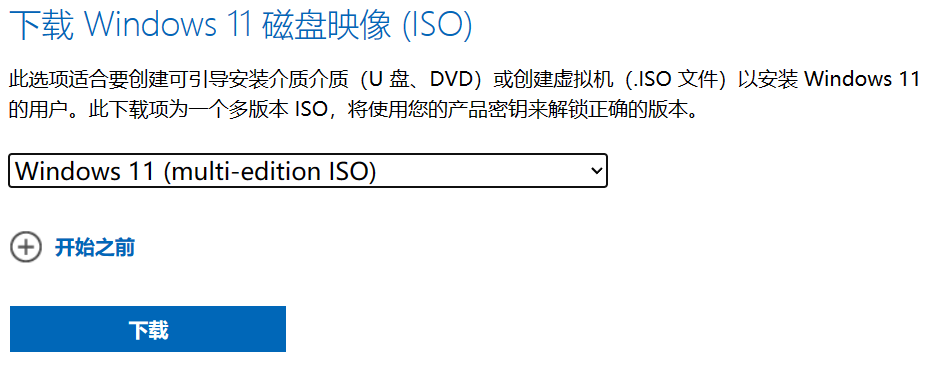 下载 Windows 11 磁盘映像 (ISO)
此选项适合要创建可引导安装介质介质（U 盘、DVD）或创建虚拟机（.ISO 文件）以安装 Windows 11
的用户。此下载项为一个多版本 ISO，将使用您的产品密钥来解锁正确的版本。
Windows 11 (multi-edition ISO)
开始之前
下载